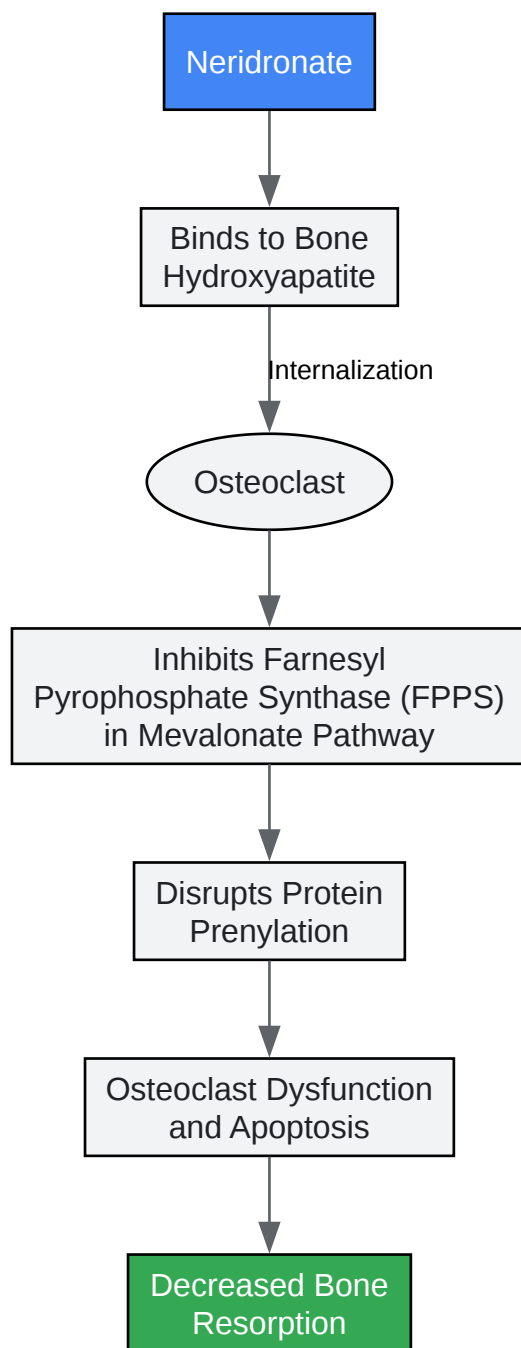 Neridronate
Binds to Bone
Hydroxyapatite
Internalization
Osteoclast
Inhibits Farnesyl
Pyrophosphate Synthase (FPPS)
in Mevalonate Pathway
Disrupts Protein
Prenylation
Osteoclast Dysfunction
and Apoptosis
Decreased Bone
Resorption